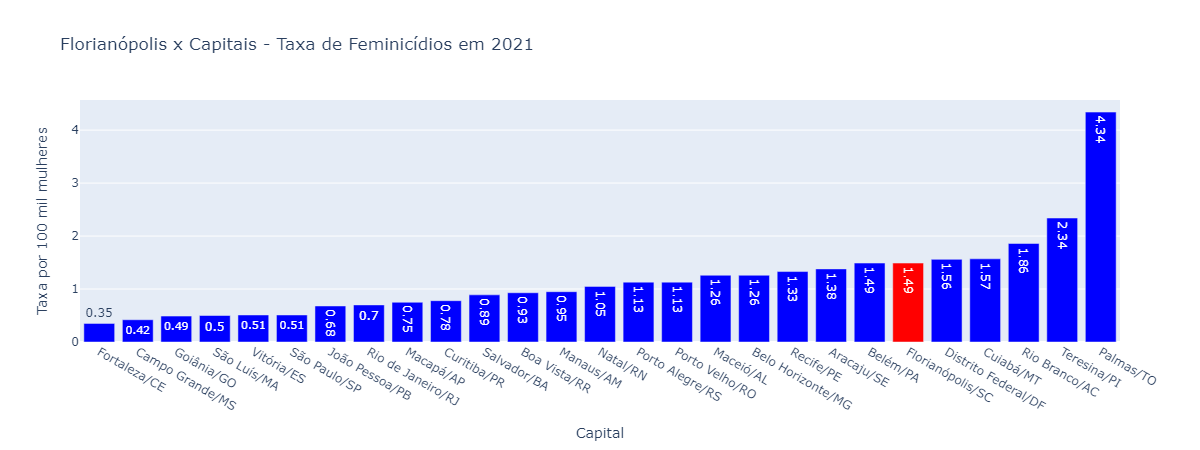 Florianópolis x Capitais - Taxa de Feminicídios em 2021
Taxa por 100 mil mulheres
4
3
2
1
0
0.35
0.42
0.49
0.5
0.51
0.51
0.68
0.7
0.75
0.78
0.89
0.93
0.95
1.05
1.13
1.13
1.26
1.26
1.33
1.38
1.49
1.49
1.56
1.57
1.86
2.34
4.34
Fortaleza/CE
Campo Grande/MS
Goiânia/GO
São Luís/MA
Vitória/ES
São Paulo/SP
João Pessoa/PB
Rio de Janeiro/RJ
Macapá/AP
Curitiba/PR
Salvador/BA
Boa Vista/RR
Manaus/AM
Natal/RN
Porto Alegre/RS
Porto Velho/RO
Maceió/AL
Belo Horizonte/MG
Recife/PE
Aracaju/SE
Belém/PA
Florianópolis/SC
Distrito Federal/DF
Cuiabá/MT
Rio Branco/AC
Teresina/PI
Palmas/TO
Capital